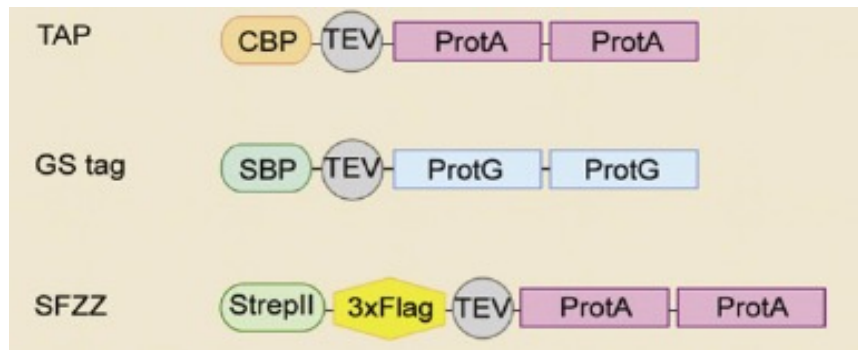 TAP CBP TEV ProtA ProtA
GS tag SBP TEV ProtG ProtG
SFZZ StrepII 3xFlag TEV ProtA ProtA